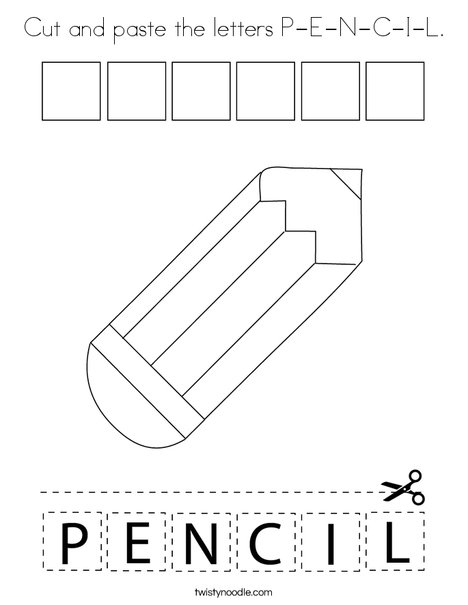 Cut and paste the letters P-E-N-C-I-L.
P E N C I L
twistynoodle.com